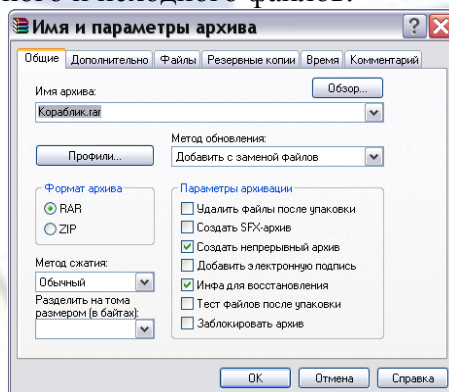 ного и исходного файлов.
Имя и параметры архива
Общие Дополнительно Файлы Резервные копии Время Комментарий
Имя архива:
Обзор...
Кораблик.rar
Метод обновления:
Профили...
Добавить с заменой файлов
Формат архива
RAR
ZIP
Параметры архивации
Удалить файлы после упаковки
Создать SFX-архив
Создать непрерывный архив
Добавить электронную подпись
Инфа для восстановления
Тест файлов после упаковки
Заблокировать архив
Метод сжатия:
Обычный
Разделить на тома
размером (в байтах):
OK Отмена Справка